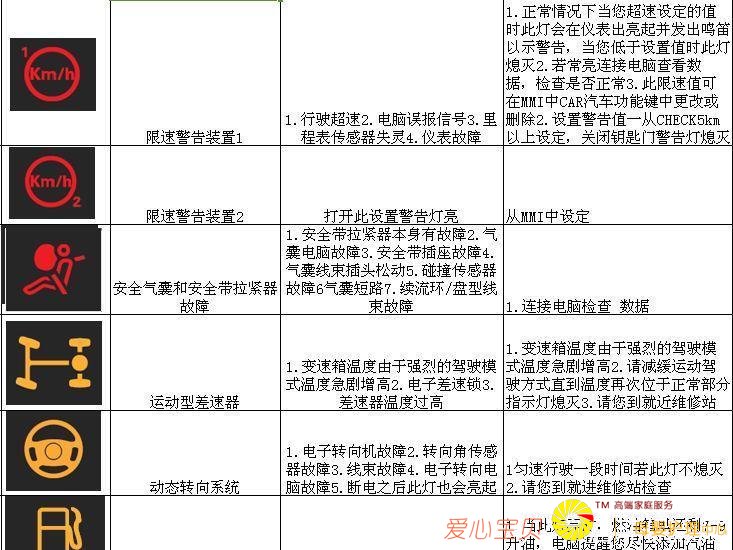 1
Km/h
限速警告装置1
1.行驶超速2.电脑误报信号3.里
程表传感器失灵4.仪表故障
1.正常情况下当您超速设定的值
时此灯会在仪表出亮起并发出鸣笛
以示警告，当您低于设置值时此灯
熄灭2.若常亮连接电脑查看数
据，检查是否正常3.此限速值可
在MMI中CAR汽车功能键中更改或
删除2.设置警告值一从CHECK5km
以上设定，关闭钥匙门警告灯熄灭
Km/h
2
限速警告装置2
打开此设置警告灯亮
从MMI中设定
安全气囊和安全带拉紧器
故障
1.安全带拉紧器本身有故障2.气
囊电脑故障3.安全带插座故障4.
气囊线束插头松动5.碰撞传感器
故障6气囊短路7.续流环/盘型线
束故障
1.连接电脑检查 数据
运动型差速器
1.变速箱温度由于强烈的驾驶模
式温度急剧增高2.电子差速锁3.
差速器温度过高
1.变速箱温度由于强烈的驾驶模
式温度急剧增高2.请减缓运动驾
驶方式直到温度再次位于正常部分
指示灯熄灭3.请您到就近维修站
动态转向系统
1.电子转向机故障2.转向角传感
器故障3.线束故障4.电子转向电
脑故障5.断电之后此灯也会亮起
1匀速行驶一段时间若此灯不熄灭
2.请您到就进维修站检查
升油，电脑提醒您尽快添加汽油
爱心宝贝
TM 高端家庭服务